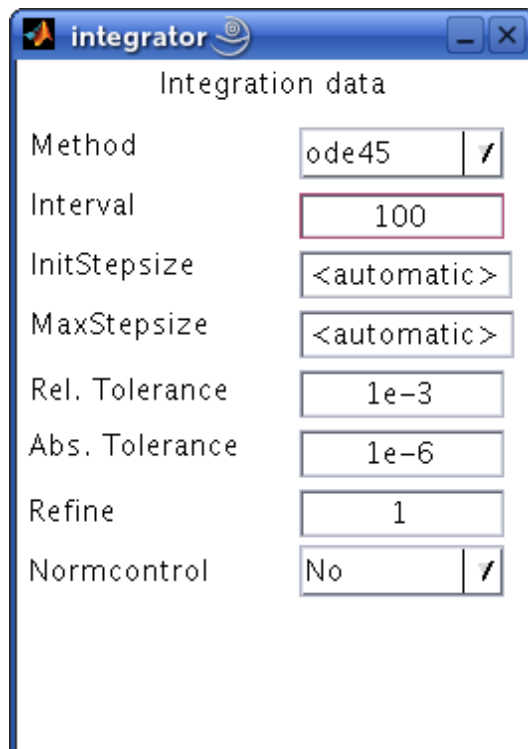 integrator
Integration data
Method ode45
Interval 100
InitStepsize <automatic>
MaxStepsize <automatic>
Rel. Tolerance 1e-3
Abs. Tolerance 1e-6
Refine 1
Normcontrol No